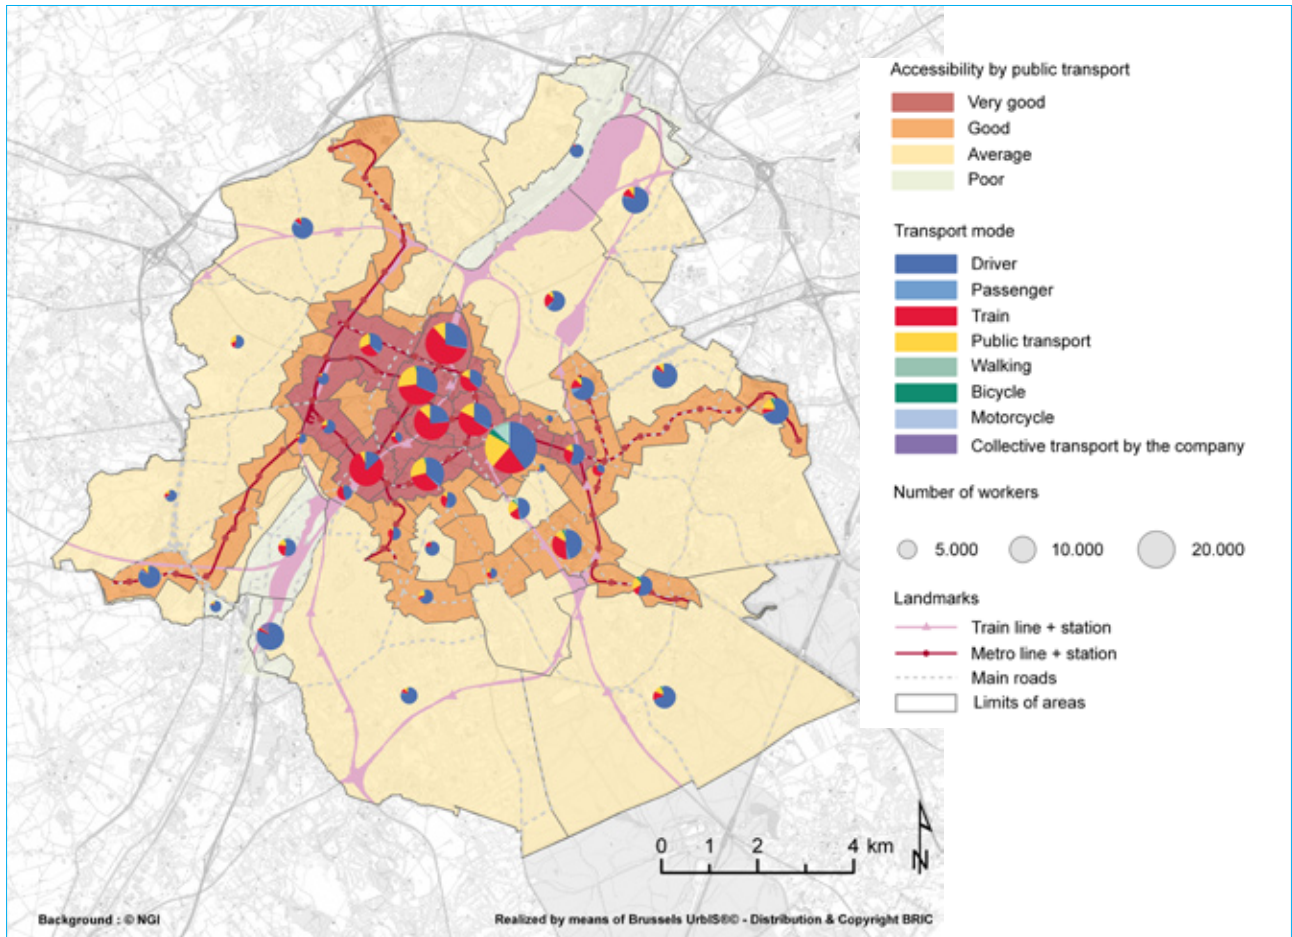 Accessibility by public transport
Very good
Good
Average
Poor
Transport mode
Driver
Passenger
Train
Public transport
Walking
Bicycle
Motorcycle
Collective transport by the company
Number of workers
5.000
10.000
20.000
Landmarks
Train line + station
Metro line + station
Main roads
Limits of areas
0 1 2 4 km
N
Background : © NGI
Realized by means of Brussels UrbIS®© - Distribution & Copyright BRIC